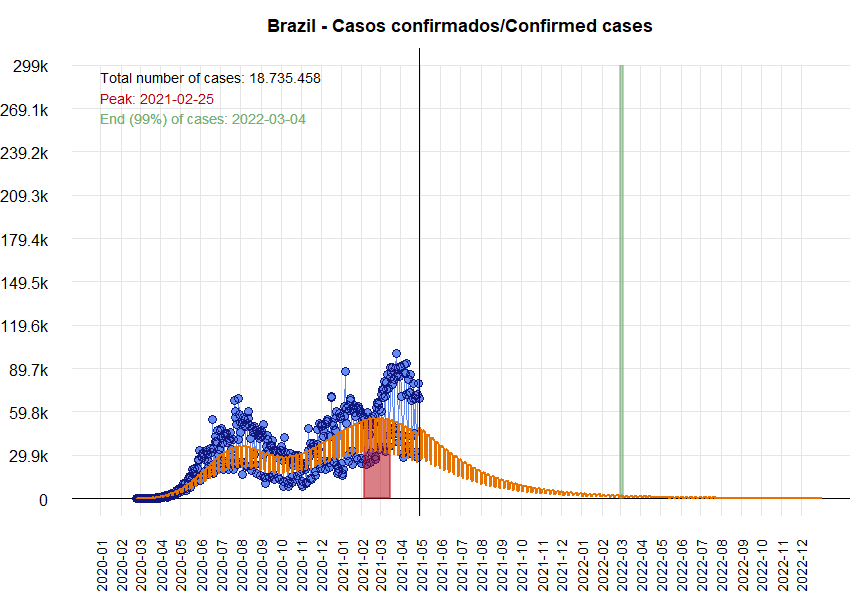 Brazil - Casos confirmados/Confirmed cases
299k
Total number of cases: 18.735.458
Peak: 2021-02-25
269.1k
End (99%) of cases: 2022-03-04
239.2k
209.3k
179.4k
149.5k
119.6k
89.7k
59.8k
29.9k
0
2020-01
2020-02
2020-03
2020-04
2020-05
2020-06
2020-07
2020-08
2020-09
2020-10
2020-11
2020-12
2021-01
2021-02
2021-03
2021-04
2021-05
2021-06
2021-07
2021-08
2021-09
2021-10
2021-11
2021-12
2022-01
2022-02
2022-03
2022-04
2022-05
2022-06
2022-07
2022-08
2022-09
2022-10
2022-11
2022-12